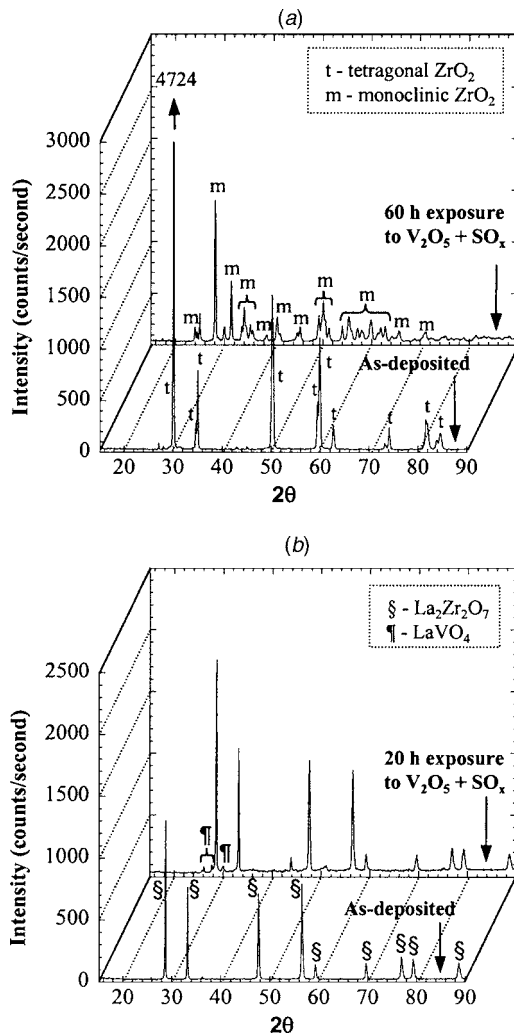 (a)
4724
t - tetragonal ZrO2
m - monoclinic ZrO2
3000
2500
2000
1500
1000
500
0
Intensity (counts/second)
60 h exposure
to V2O5 + SOx
m
m
m
m
m
m
m
m
m
m
As-deposited
t
t
t
t
t
t
t
t
t
20 30 40 50 60 70 80 90
2θ
(b)
§ - La2Zr2O7
¶ - LaVO4
2500
2000
1500
1000
500
0
Intensity (counts/second)
20 h exposure
to V2O5 + SOx
¶
¶
As-deposited
§ § § §
§ § § § §
20 30 40 50 60 70 80 90
2θ